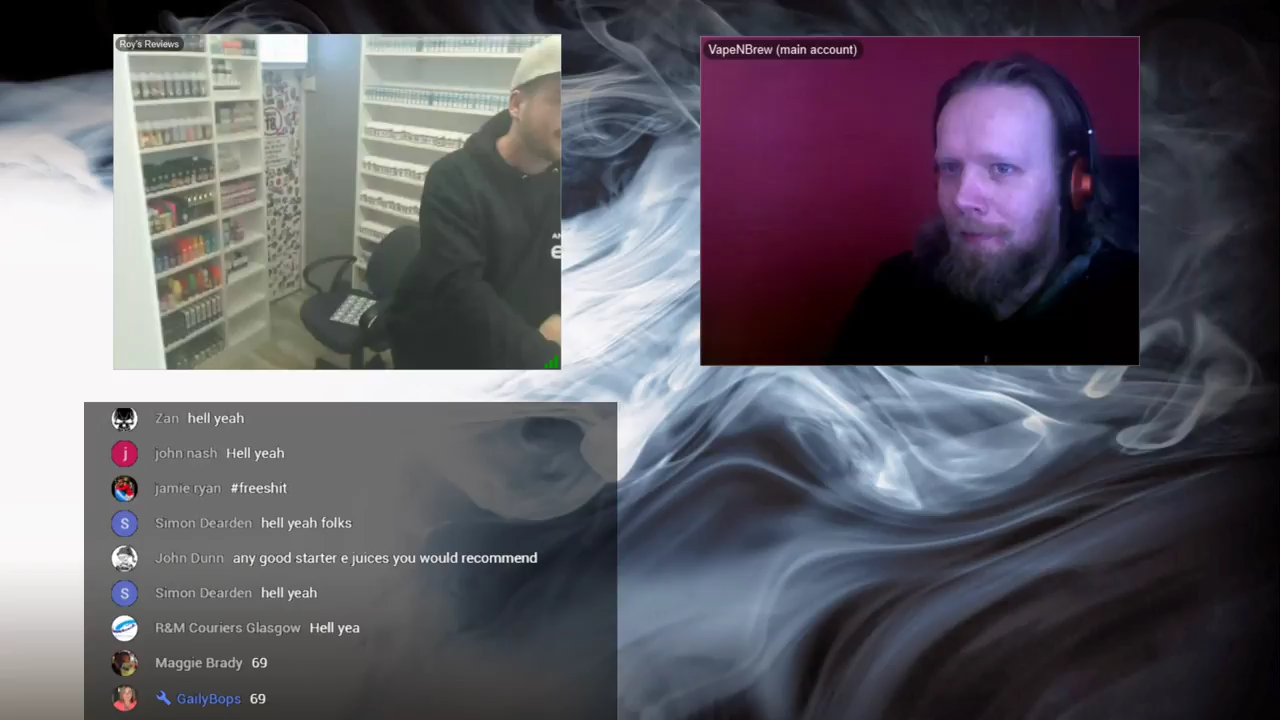 Roy's Reviews
VapeNBrew (main account)
Zan hell yeah
john nash Hell yeah
jamie ryan #freeshit
Simon Dearden hell yeah folks
John Dunn any good starter e juices you would recommend
Simon Dearden hell yeah
R&M Couriers Glasgow Hell yea
Maggie Brady 69
GailyBops 69